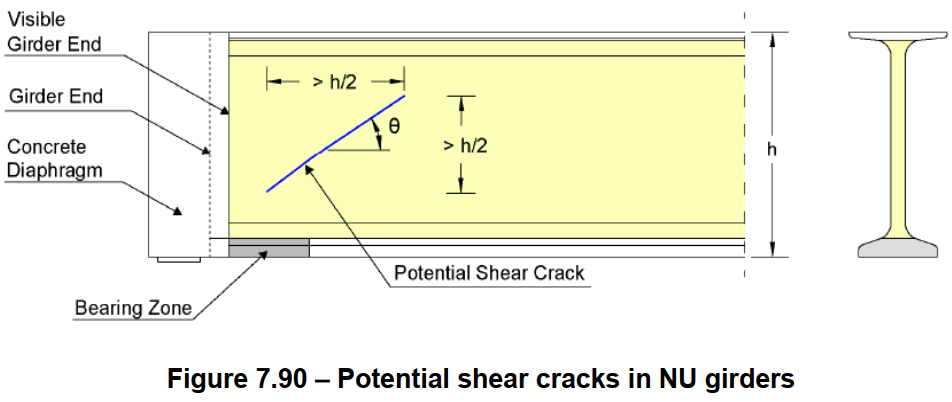 Visible
Girder End
Girder End
Concrete
Diaphragm
> h/2
θ
> h/2
h
Potential Shear Crack
Bearing Zone
Figure 7.90 – Potential shear cracks in NU girders